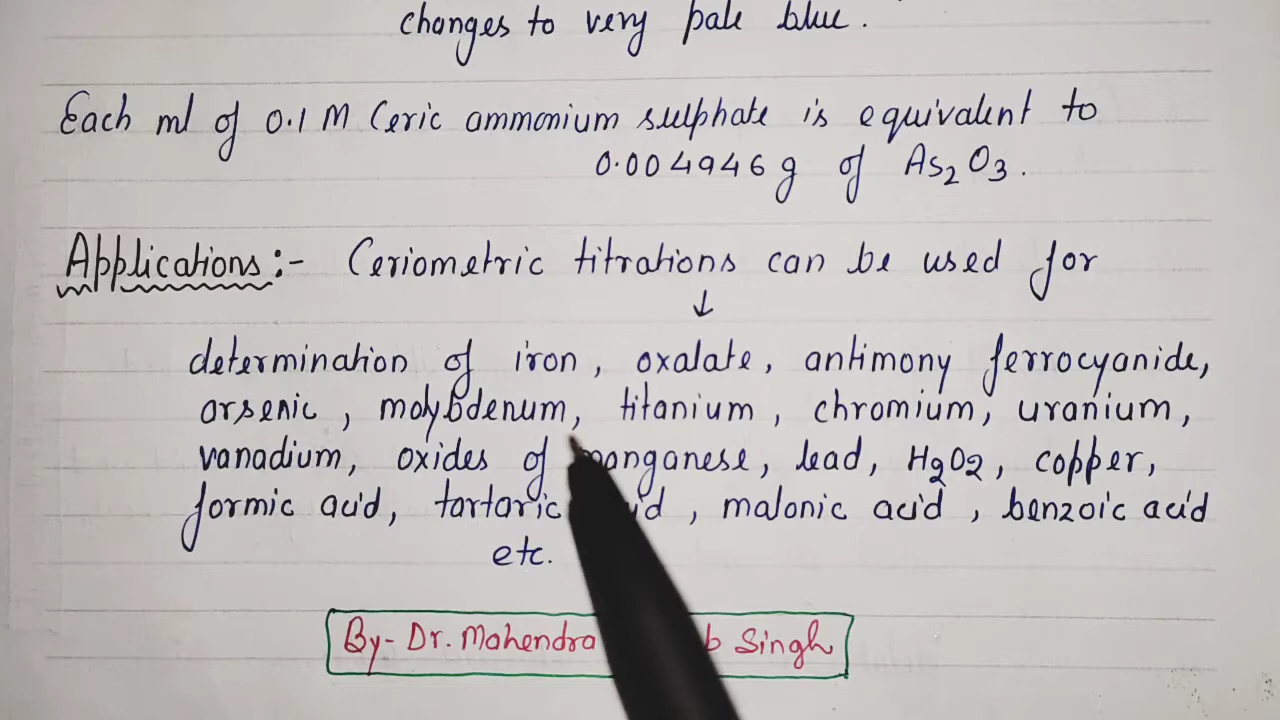 changes to very pale blue.
Each ml of 0.1 M Ceric ammonium sulphate is equivalent to
0.004946 g of As2O3.
Applications:- Ceriometric titrations can be used for
↓
determination of iron, oxalate, antimony ferrocyanide,
arsenic, molybdenum, titanium, chromium, uranium,
vanadium, oxides of manganese, lead, H2O2, copper,
formic acid, tartaric acid, malonic acid, benzoic acid
etc.
By- Dr. Mahendra Singh